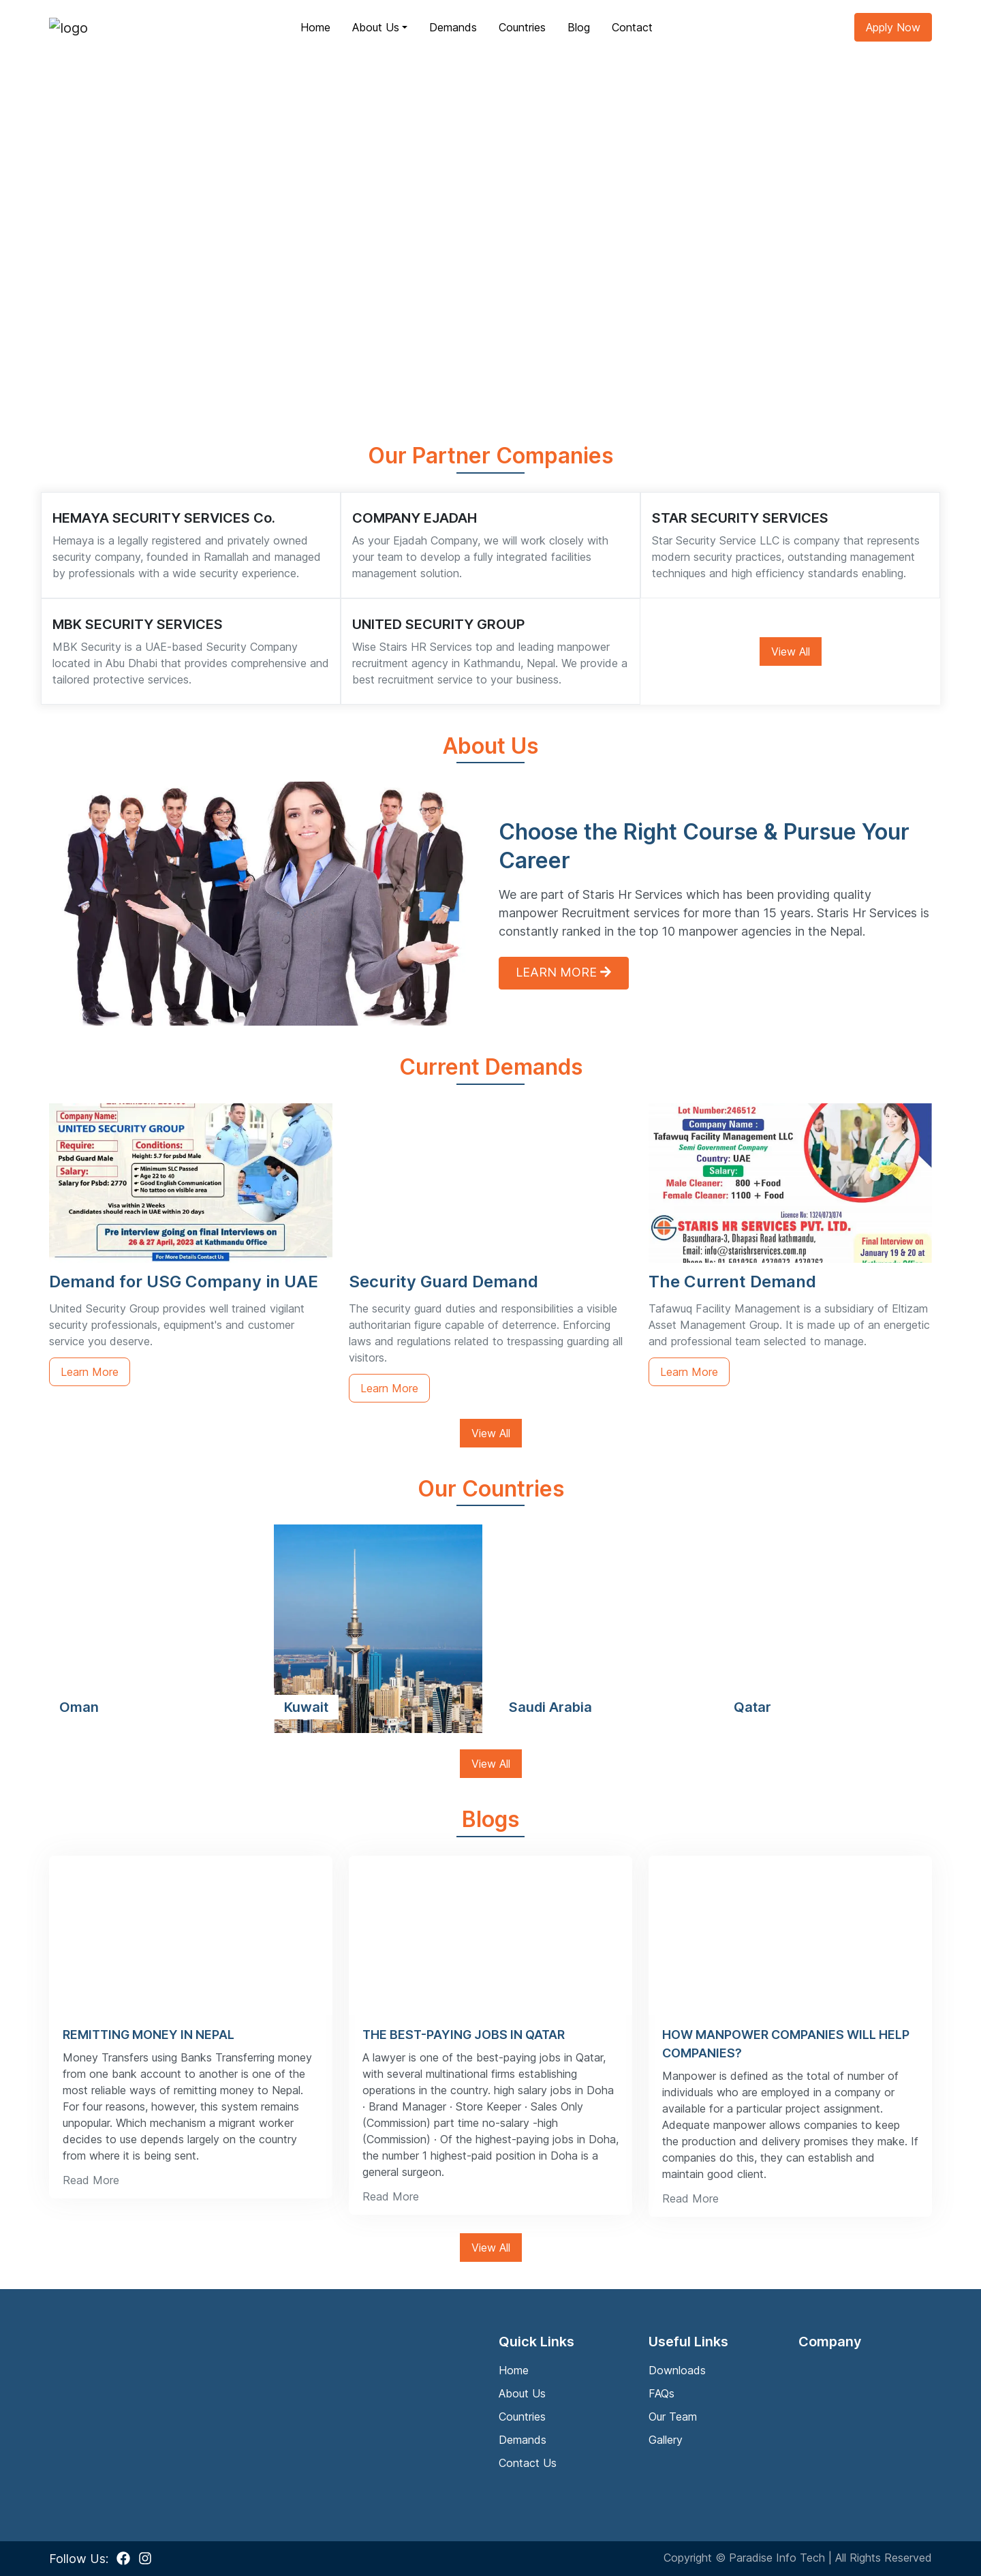 logo
Home About Us Demands Countries Blog Contact
Apply Now
Our Partner Companies
HEMAYA SECURITY SERVICES Co.
Hemaya is a legally registered and privately owned
security company, founded in Ramallah and managed
by professionals with a wide security experience.
COMPANY EJADAH
As your Ejadah Company, we will work closely with
your team to develop a fully integrated facilities
management solution.
STAR SECURITY SERVICES
Star Security Service LLC is company that represents
modern security practices, outstanding management
techniques and high efficiency standards enabling.
MBK SECURITY SERVICES
MBK Security is a UAE-based Security Company
located in Abu Dhabi that provides comprehensive and
tailored protective services.
UNITED SECURITY GROUP
Wise Stairs HR Services top and leading manpower
recruitment agency in Kathmandu, Nepal. We provide a
best recruitment service to your business.
View All
About Us
Choose the Right Course & Pursue Your
Career
We are part of Staris Hr Services which has been providing quality
manpower Recruitment services for more than 15 years. Staris Hr Services is
constantly ranked in the top 10 manpower agencies in the Nepal.
LEARN MORE
Current Demands
Company Name:
UNITED SECURITY GROUP
Require:
Psbd Guard Male
Conditions:
Height: 5.7 for psbd Male
Salary:
Salary for Psbd: 2770
• Minimum SLC Passed
• Age 22 to 40
• Good English Communication
• No tattoo on visible area
Visa within 2 Weeks
Candidates should reach in UAE within 20 days
Pre interview going on final Interviews on
26 & 27 April, 2023 at Kathmandu Office
For More Details Contact Us
Demand for USG Company in UAE
United Security Group provides well trained vigilant
security professionals, equipment's and customer
service you deserve.
Learn More
Security Guard Demand
The security guard duties and responsibilities a visible
authoritarian figure capable of deterrence. Enforcing
laws and regulations related to trespassing guarding all
visitors.
Learn More
Lot Number:246512
Company Name :
Tafawuq Facility Management LLC
Semi Government Company
Country: UAE
Salary:
Male Cleaner: 800 +Food
Female Cleaner: 1100 + Food
Licence No: 1324/073/074
STARIS HR SERVICES PVT. LTD.
Basundhara-3, Dhapasi Road kathmandu,
Email: info@starishrservices.com.np
Final Interview on
January 19 & 20 at
The Current Demand
Tafawuq Facility Management is a subsidiary of Eltizam
Asset Management Group. It is made up of an energetic
and professional team selected to manage.
Learn More
View All
Our Countries
Oman
Kuwait
Saudi Arabia
Qatar
View All
Blogs
REMITTING MONEY IN NEPAL
Money Transfers using Banks Transferring money
from one bank account to another is one of the
most reliable ways of remitting money to Nepal.
For four reasons, however, this system remains
unpopular. Which mechanism a migrant worker
decides to use depends largely on the country
from where it is being sent.
Read More
THE BEST-PAYING JOBS IN QATAR
A lawyer is one of the best-paying jobs in Qatar,
with several multinational firms establishing
operations in the country. high salary jobs in Doha
· Brand Manager · Store Keeper · Sales Only
(Commission) part time no-salary -high
(Commission) · Of the highest-paying jobs in Doha,
the number 1 highest-paid position in Doha is a
general surgeon.
Read More
HOW MANPOWER COMPANIES WILL HELP
COMPANIES?
Manpower is defined as the total of number of
individuals who are employed in a company or
available for a particular project assignment.
Adequate manpower allows companies to keep
the production and delivery promises they make. If
companies do this, they can establish and
maintain good client.
Read More
View All
Quick Links
Home
About Us
Countries
Demands
Contact Us
Useful Links
Downloads
FAQs
Our Team
Gallery
Company
Follow Us:
Copyright © Paradise Info Tech | All Rights Reserved